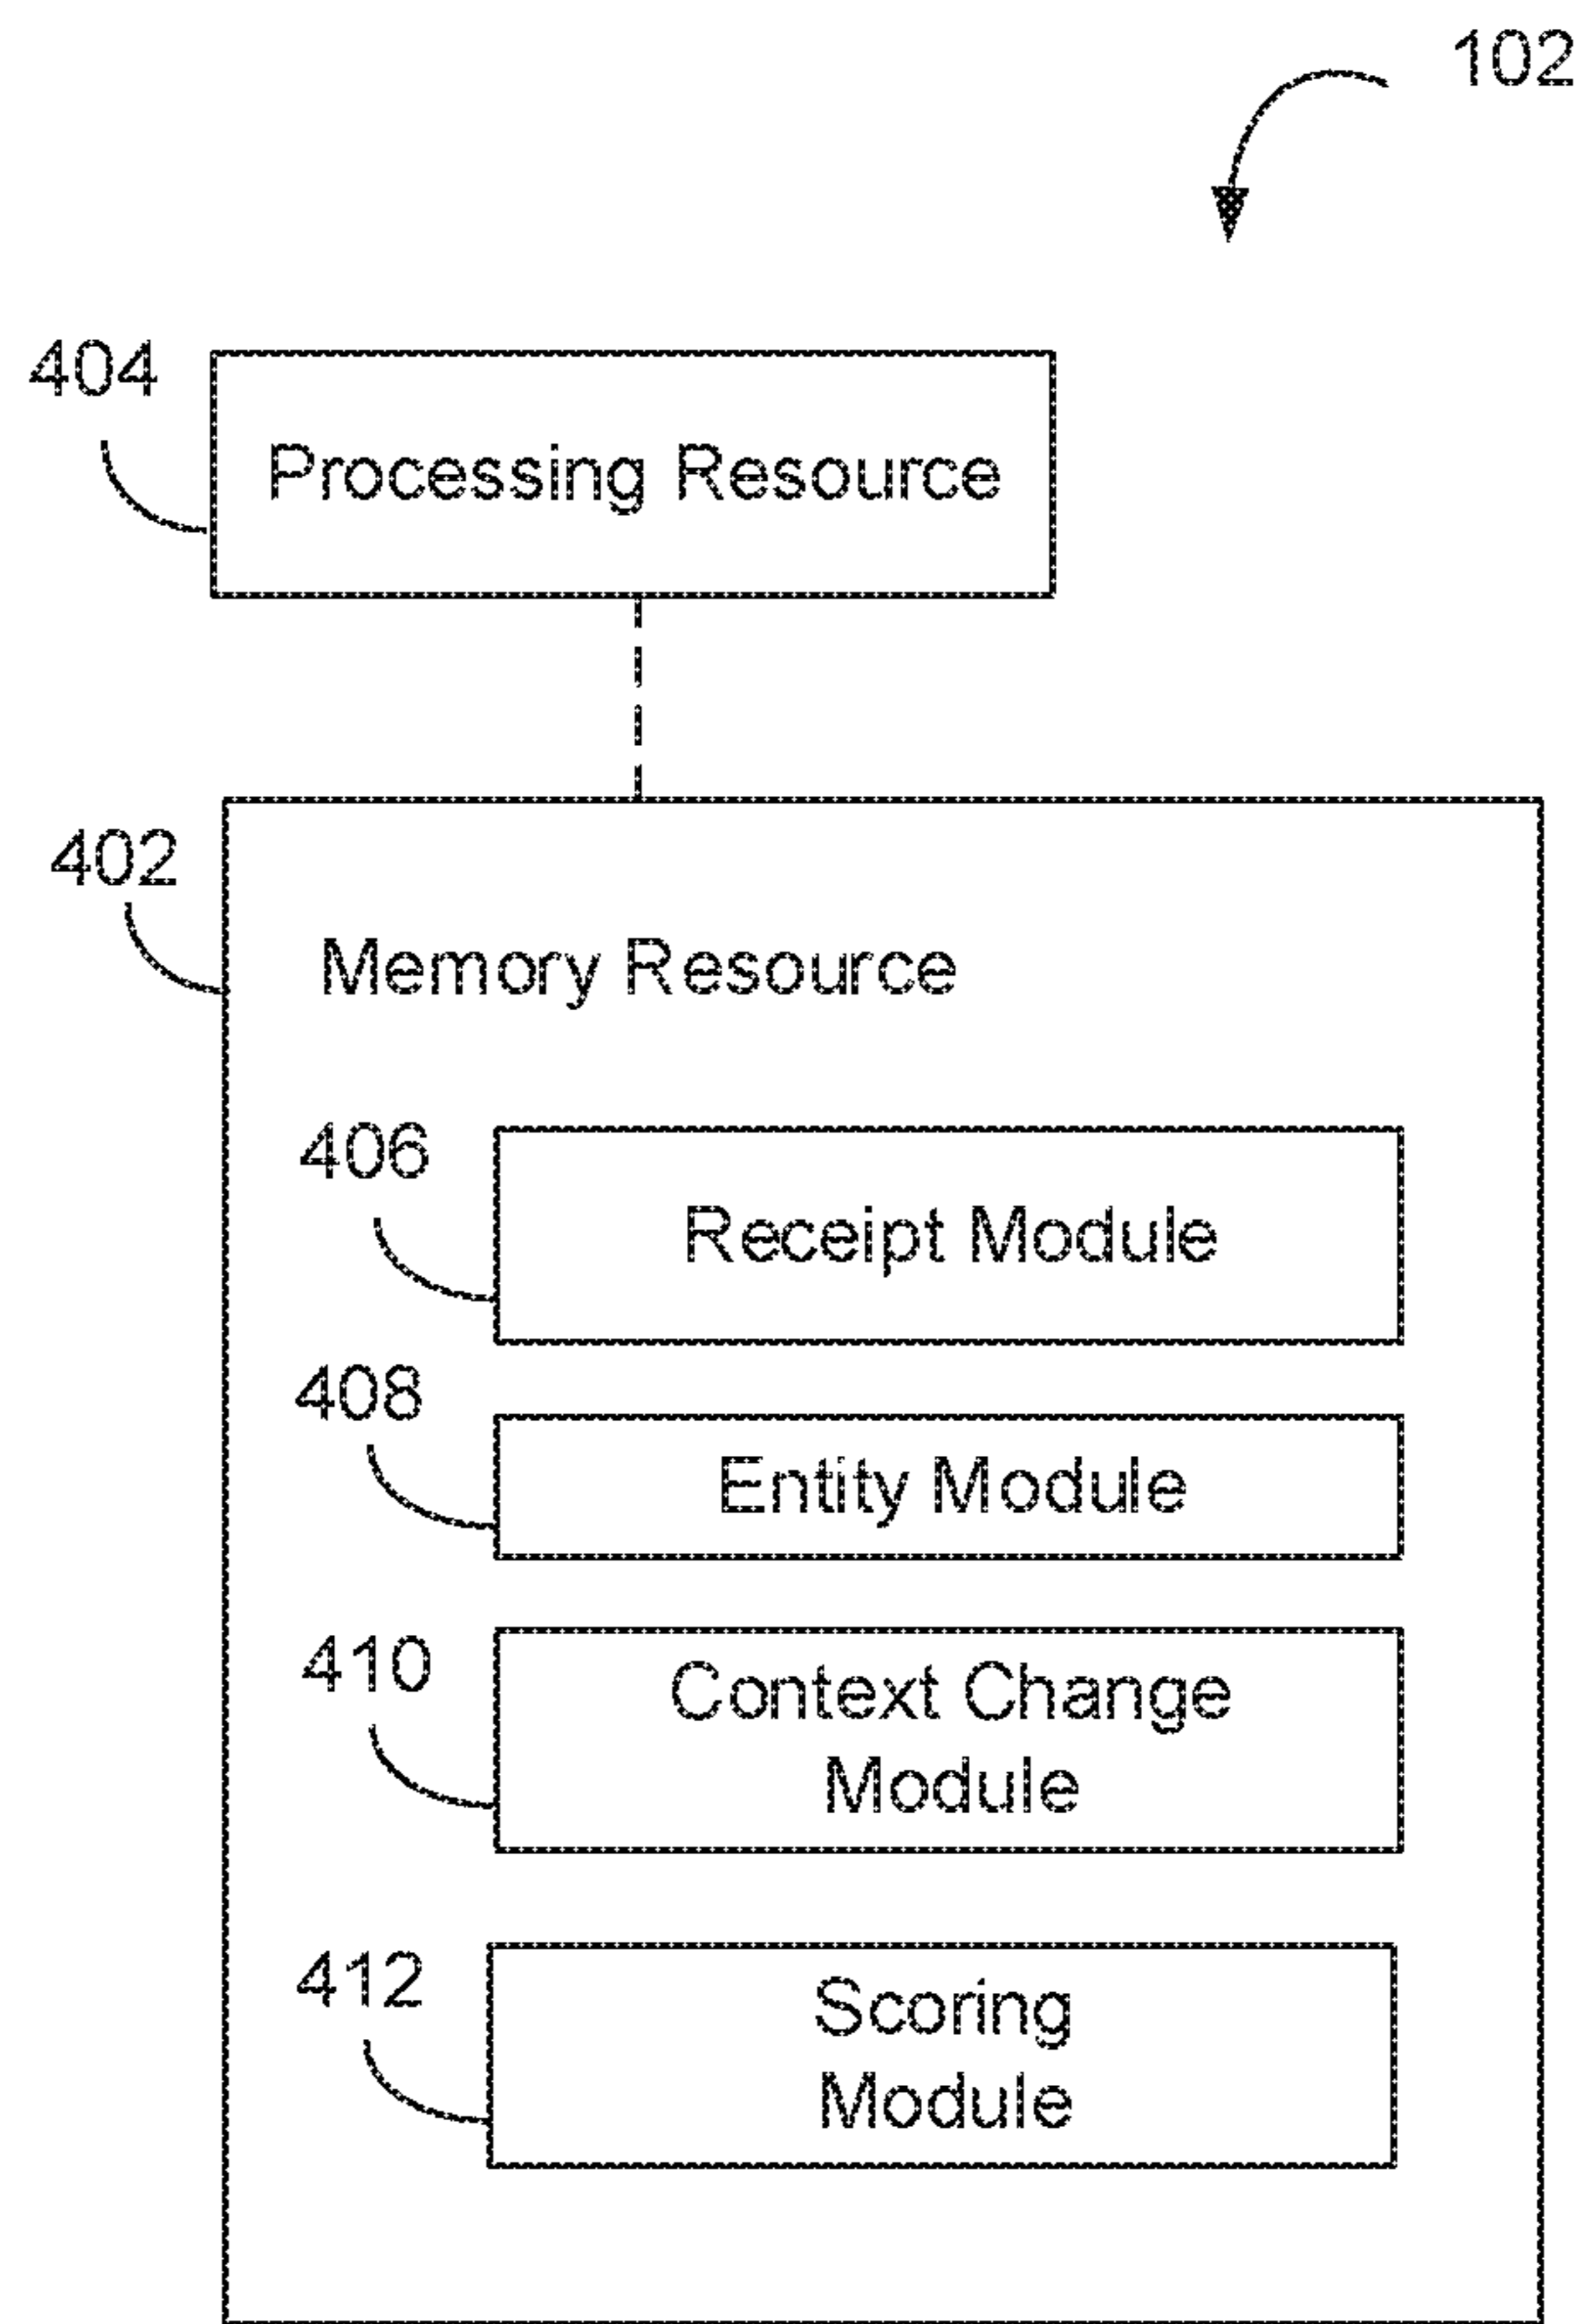 102
404
Processing Resource
402
Memory Resource
406
Receipt Module
408
Entity Module
410
Context Change
Module
412
Scoring
Module